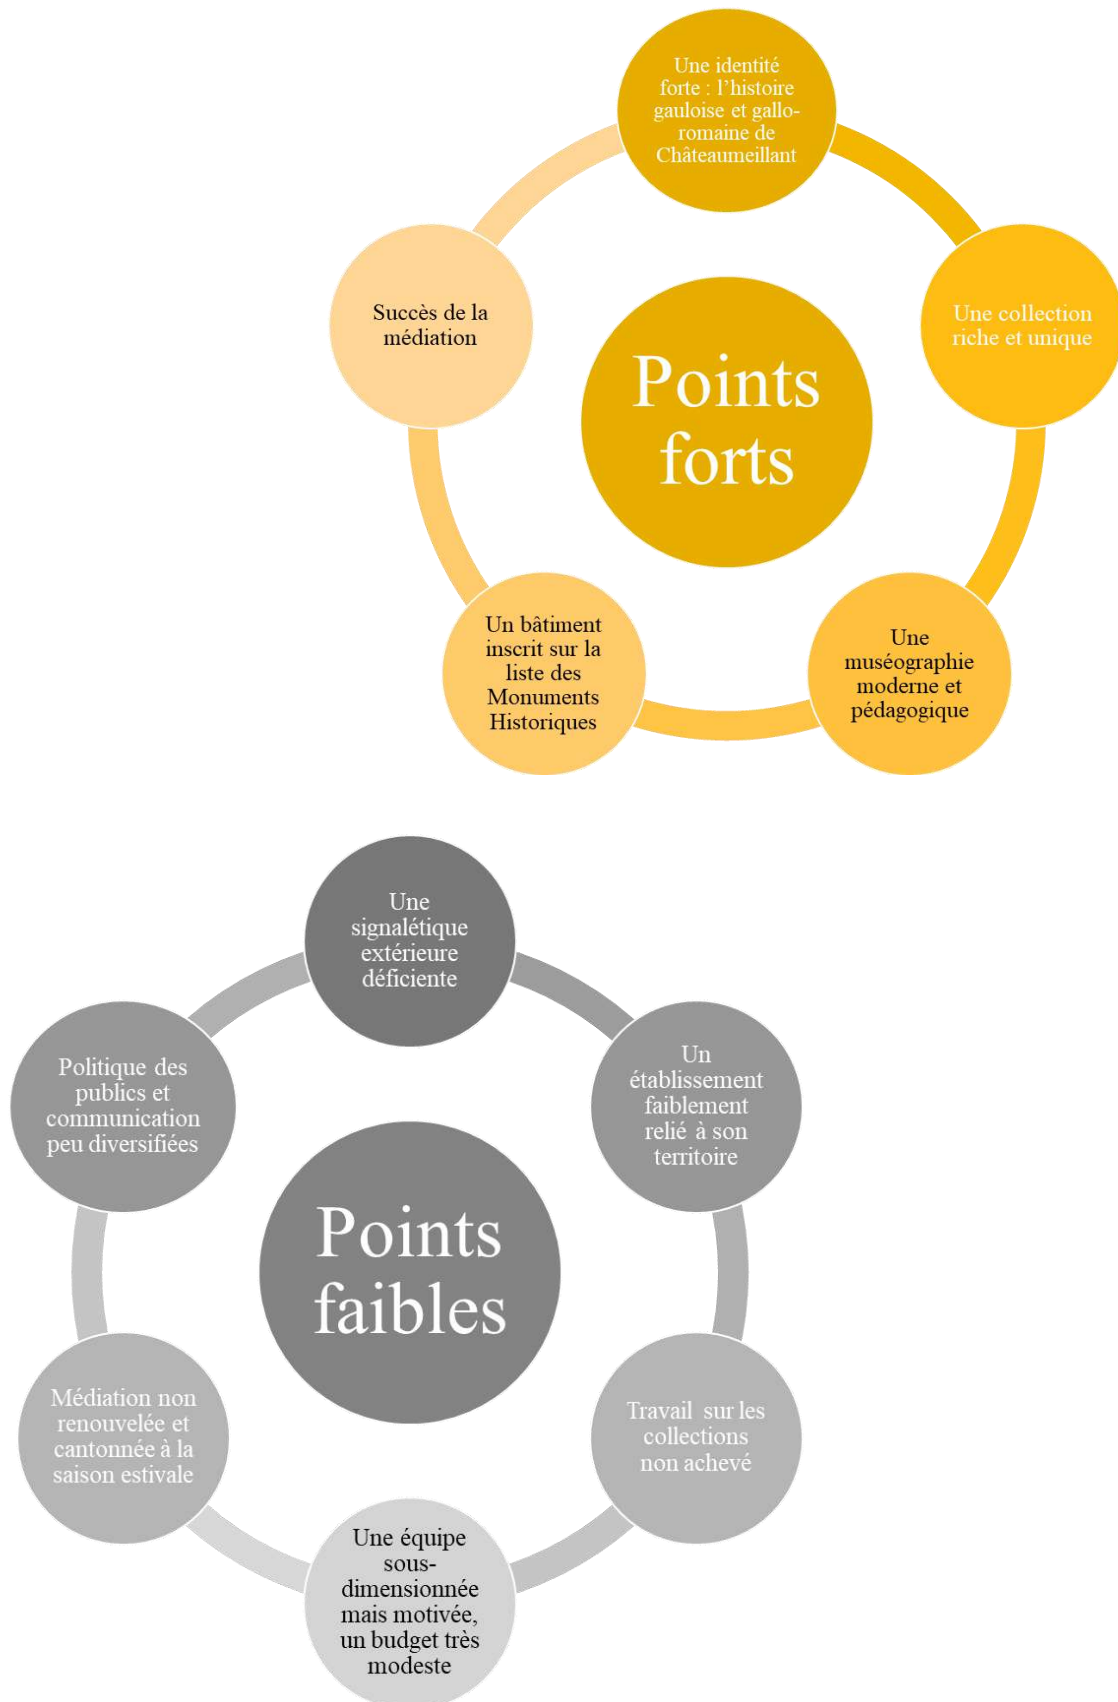 Une identité
forte : l’histoire
gauloise et gallo-
romaine de
Châteaumeillant
Une collection
riche et unique
Une
muséographie
moderne et
pédagogique
Un bâtiment
inscrit sur la
liste des
Monuments
Historiques
Succès de la
médiation
Points
forts
Une
signalétique
extérieure
déficiente
Un
établissement
faiblement
relié à son
territoire
Travail sur les
collections
non achevé
Une équipe
sous-
dimensionnée
mais motivée,
un budget très
modeste
Médiation non
renouvelée et
cantonnée à la
saison estivale
Politique des
publics et
communication
peu diversifiées
Points
faibles